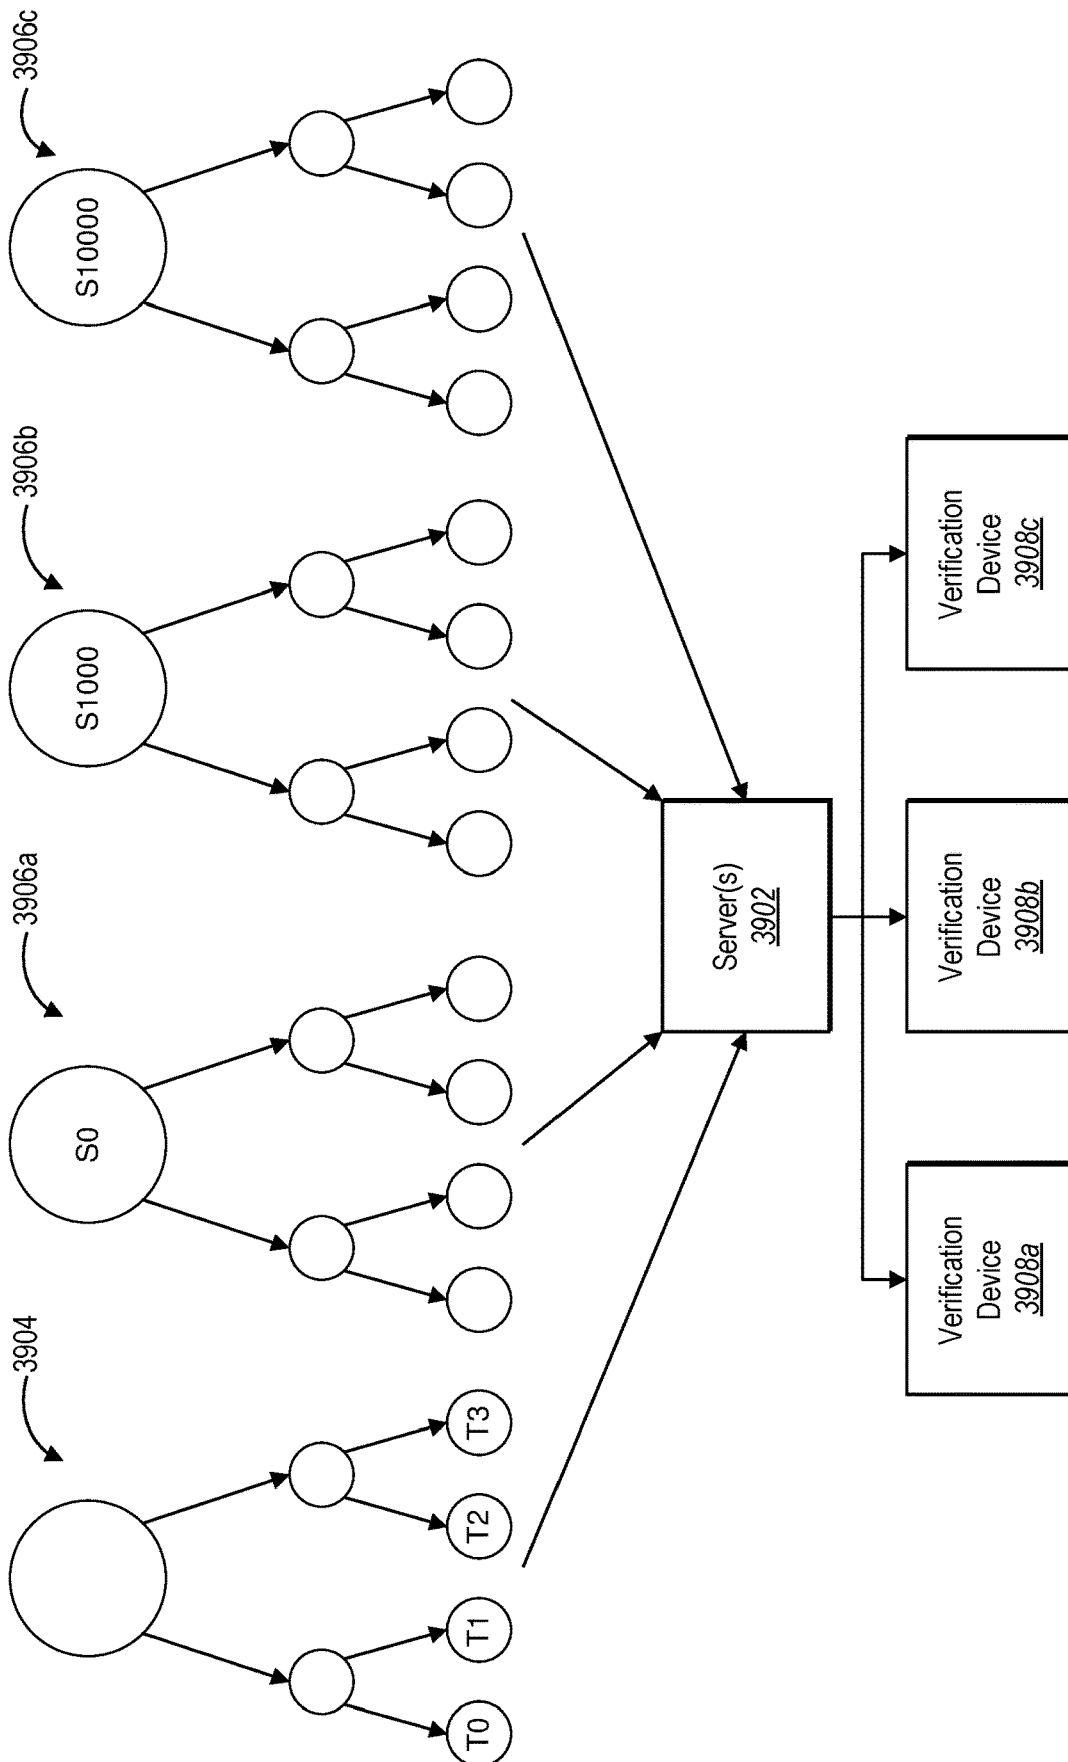 3904
3906a
3906b
3906c
S0
S1000
S10000
T0
T1
T2
T3
Server(s)
3902
Verification
Device
3908a
Verification
Device
3908b
Verification
Device
3908c